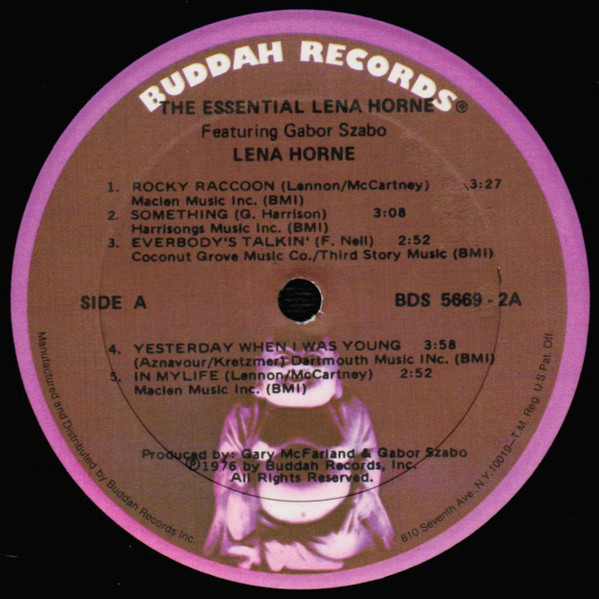 BUDDAH RECORDS
THE ESSENTIAL LENA HORNE ℗
Featuring Gabor Szabo
LENA HORNE
1. ROCKY RACCOON (Lennon/McCartney) 3:27
Maclen Music Inc. (BMI)
2. SOMETHING (G. Harrison) 3:08
Harrisongs Music Inc. (BMI)
3. EVERBODY'S TALKIN' (F. Neil) 2:52
Coconut Grove Music Co./Third Story Music (BMI)
SIDE A
BDS 5669 - 2A
4. YESTERDAY WHEN I WAS YOUNG 3:58
(Aznavour/Kretzmer) Dartmouth Music INc. (BMI)
5. IN MYLIFE (Lennon/McCartney) 2:52
Maclen Music Inc. (BMI)
Produced by: Gary McFarland & Gabor Szabo
℗1976 by Buddah Records, Inc.
All Rights Reserved.
Manufactured and Distributed by Buddah Records Inc.
810 Seventh Ave., N.Y. 10019—T.M. Reg. U.S. Pat. Off.